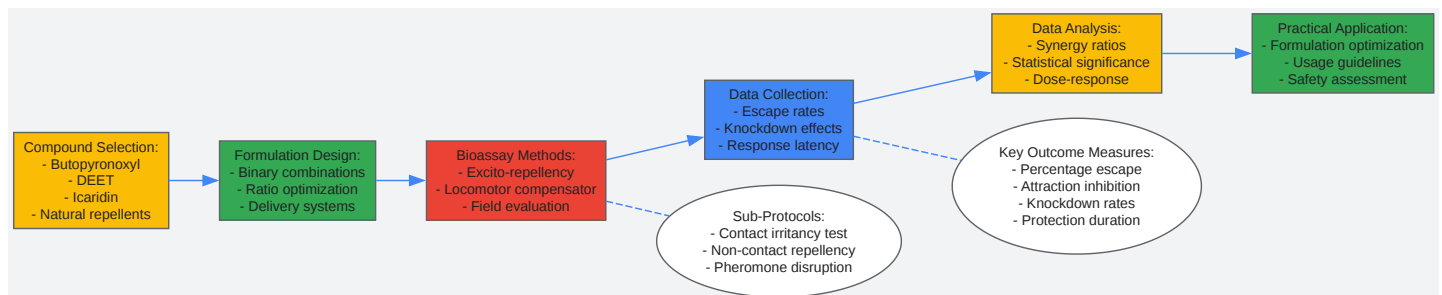 Compound Selection:
- Butopyronoxyl
- DEET
- Icaridin
- Natural repellents
Formulation Design:
- Binary combinations
- Ratio optimization
- Delivery systems
Bioassay Methods:
- Excito-repellency
- Locomotor compensator
- Field evaluation
Sub-Protocols:
- Contact irritancy test
- Non-contact repellency
- Pheromone disruption
Data Collection:
- Escape rates
- Knockdown effects
- Response latency
Key Outcome Measures:
- Percentage escape
- Attraction inhibition
- Knockdown rates
- Protection duration
Data Analysis:
- Synergy ratios
- Statistical significance
- Dose-response
Practical Application:
- Formulation optimization
- Usage guidelines
- Safety assessment